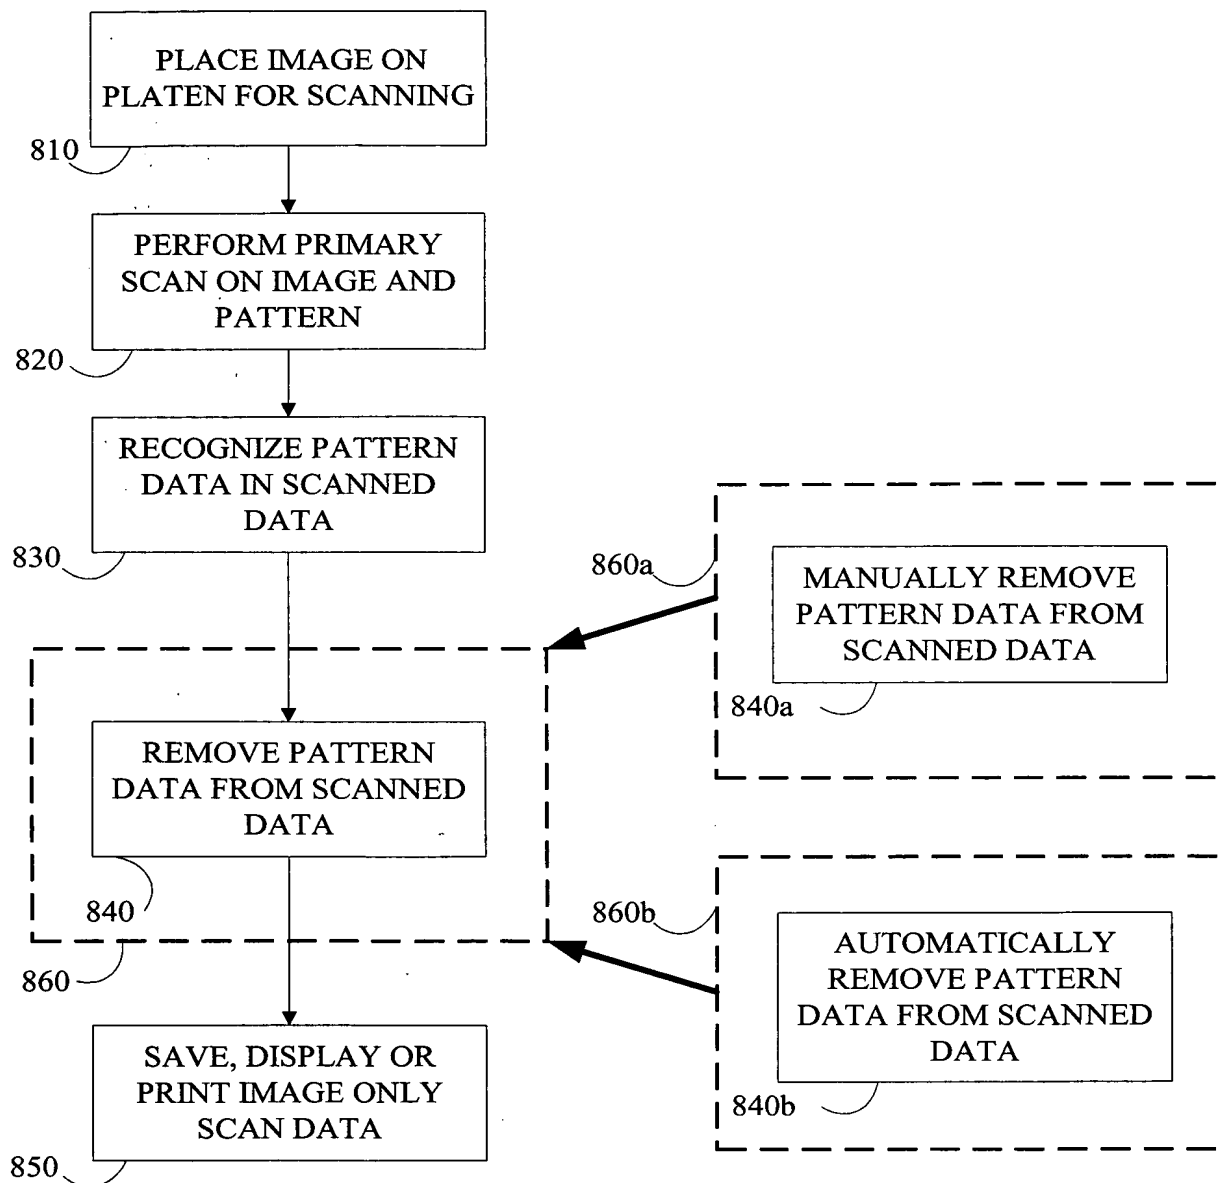 PLACE IMAGE ON
PLATEN FOR SCANNING
810
PERFORM PRIMARY
SCAN ON IMAGE AND
PATTERN
820
RECOGNIZE PATTERN
DATA IN SCANNED
DATA
830
860a
MANUALLY REMOVE
PATTERN DATA FROM
SCANNED DATA
840a
REMOVE PATTERN
DATA FROM SCANNED
DATA
840
860
860b
AUTOMATICALLY
REMOVE PATTERN
DATA FROM SCANNED
DATA
840b
SAVE, DISPLAY OR
PRINT IMAGE ONLY
SCAN DATA
850